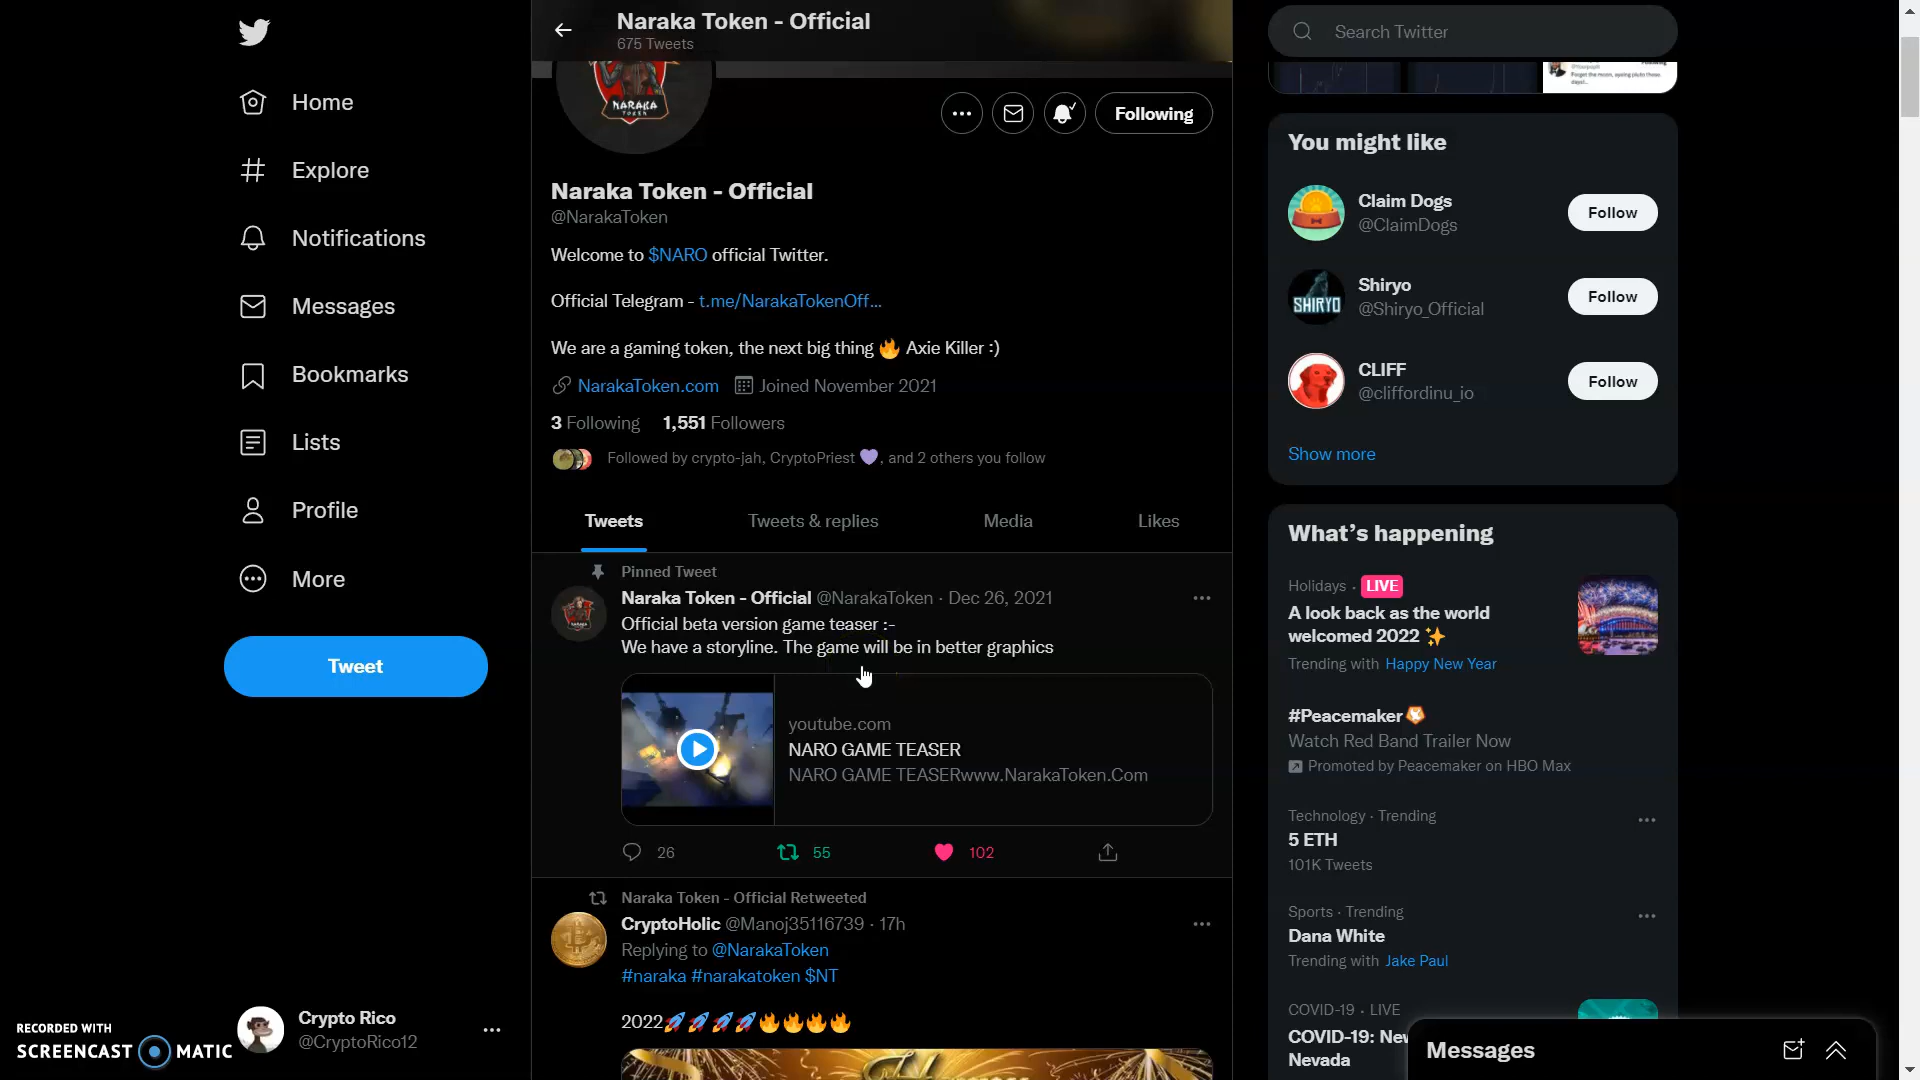 Home
Explore
Notifications
Messages
Bookmarks
Lists
Profile
More
Tweet
Crypto Rico
@CryptoRico12
RECORDED WITH
SCREENCAST MATIC
Naraka Token - Official
675 Tweets
NARAKA
TOKEN
Following
Naraka Token - Official
@NarakaToken
Welcome to $NARO official Twitter.
Official Telegram - t.me/NarakaTokenOff...
We are a gaming token, the next big thing 🔥 Axie Killer :)
NarakaToken.com Joined November 2021
3 Following 1,551 Followers
Followed by crypto-jah, CryptoPriest 💜, and 2 others you follow
Tweets Tweets & replies Media Likes
Pinned Tweet
Naraka Token - Official @NarakaToken · Dec 26, 2021
Official beta version game teaser :-
We have a storyline. The game will be in better graphics
youtube.com
NARO GAME TEASER
NARO GAME TEASERwww.NarakaToken.Com
26 55 102
Naraka Token - Official Retweeted
CryptoHolic @Manoj35116739 · 17h
Replying to @NarakaToken
#naraka #narakatoken $NT
2022🚀🚀🚀🚀🔥🔥🔥🔥
Search Twitter
You might like
Claim Dogs
@ClaimDogs
Follow
SHIRYO
Shiryo
@Shiryo_Official
Follow
CLIFF
@cliffordinu_io
Follow
Show more
What's happening
Holidays · LIVE
A look back as the world
welcomed 2022 ✨
Trending with Happy New Year
#Peacemaker
Watch Red Band Trailer Now
Promoted by Peacemaker on HBO Max
Technology · Trending
5 ETH
101K Tweets
Sports · Trending
Dana White
Trending with Jake Paul
COVID-19 · LIVE
COVID-19: Ne
Nevada
Messages